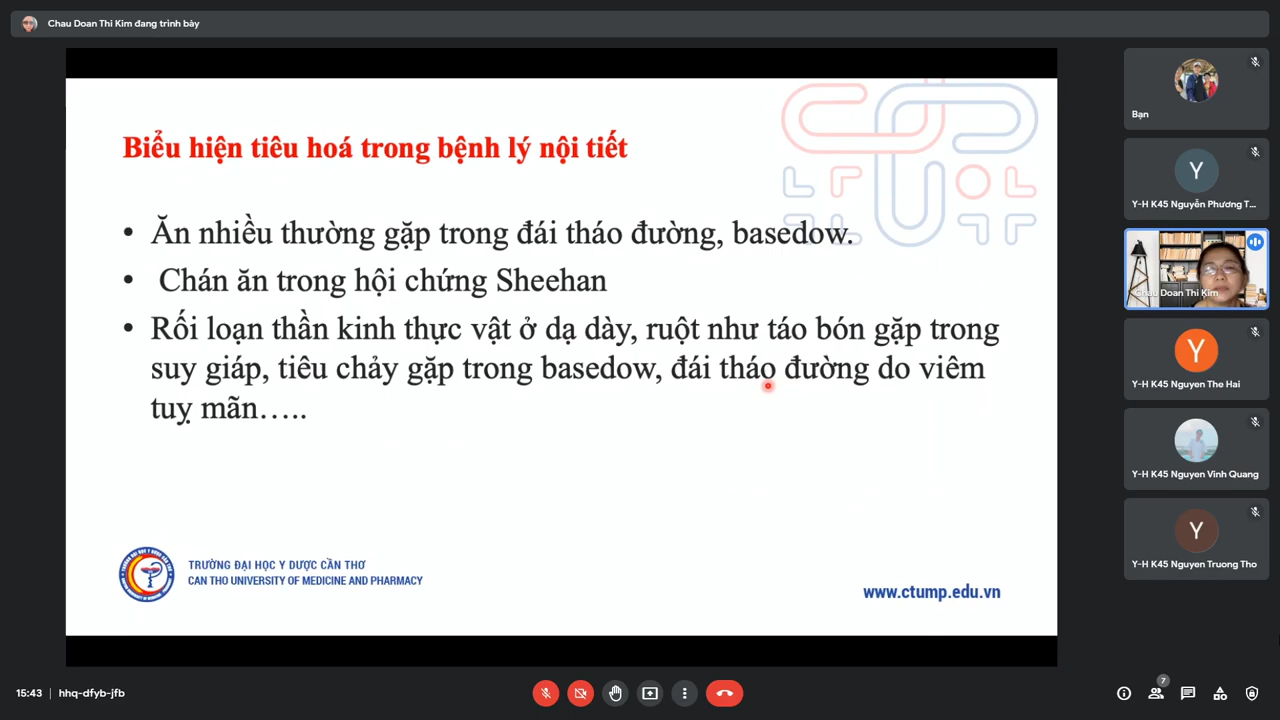 Chau Doan Thi Kim đang trình bày
Biểu hiện tiêu hoá trong bệnh lý nội tiết
• Ăn nhiều thường gặp trong đái tháo đường, basedow.
• Chán ăn trong hội chứng Sheehan
• Rối loạn thần kinh thực vật ở dạ dày, ruột như táo bón gặp trong
suy giáp, tiêu chảy gặp trong basedow, đái tháo đường do viêm
tuỵ mãn…..
TRƯỜNG ĐẠI HỌC Y DƯỢC CẦN THƠ
CAN THO UNIVERSITY OF MEDICINE AND PHARMACY
www.ctump.edu.vn
Bạn
Y
Y-H K45 Nguyễn Phương T...
Chau Doan Thi Kim
Y
Y-H K45 Nguyen The Hai
Y-H K45 Nguyen Vinh Quang
Y
Y-H K45 Nguyen Truong Tho
15:43 | hhq-dfyb-jfb
7